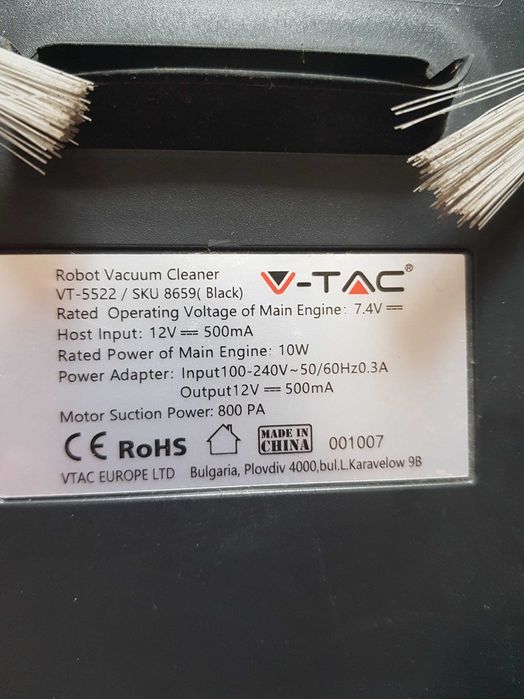 Robot Vacuum Cleaner
V-TAC®
VT-5522 / SKU 8659( Black)
Rated Operating Voltage of Main Engine: 7.4V ⎓
Host Input: 12V ⎓ 500mA
Rated Power of Main Engine: 10W
Power Adapter: Input100-240V~50/60Hz0.3A
Output12V ⎓ 500mA
Motor Suction Power: 800 PA
CE RoHS MADE IN CHINA 001007
VTAC EUROPE LTD Bulgaria, Plovdiv 4000,bul.L.Karavelow 9B